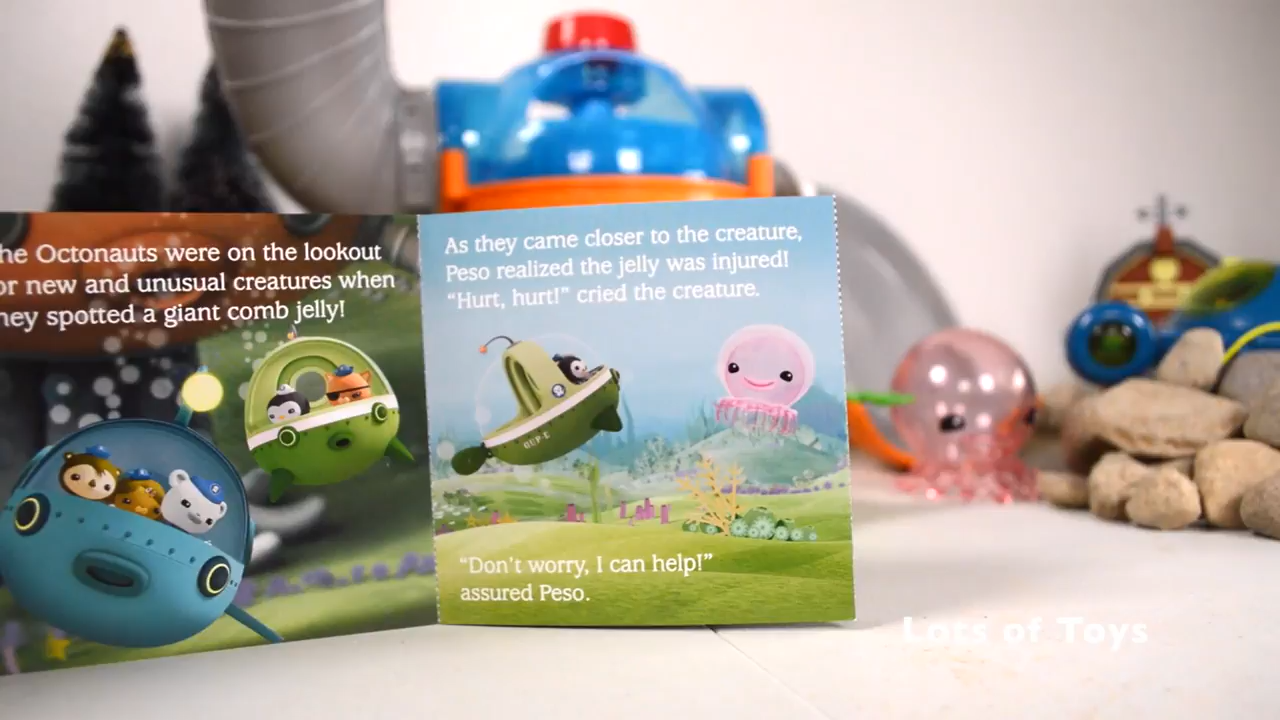 he Octonauts were on the lookout
or new and unusual creatures when
hey spotted a giant comb jelly!
As they came closer to the creature,
Peso realized the jelly was injured!
“Hurt, hurt!” cried the creature.
GUP-E
“Don't worry, I can help!”
assured Peso.
Lots of Toys